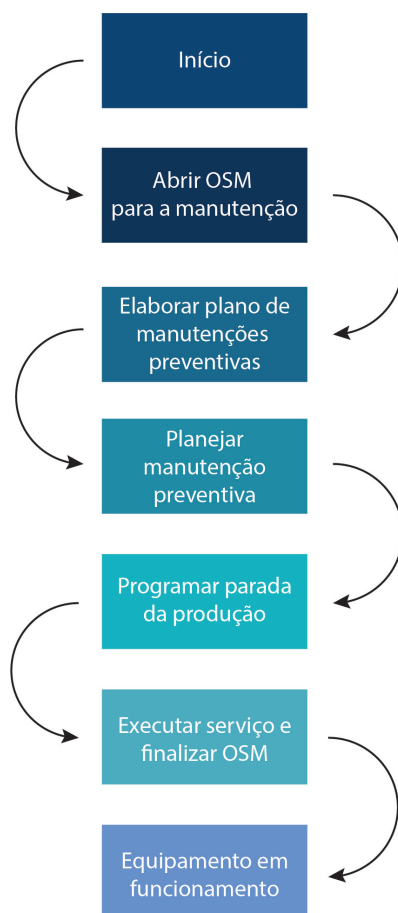 Início
Abrir OSM
para a manutenção
Elaborar plano de
manutenções
preventivas
Planejar
manutenção
preventiva
Programar parada
da produção
Executar serviço e
finalizar OSM
Equipamento em
funcionamento